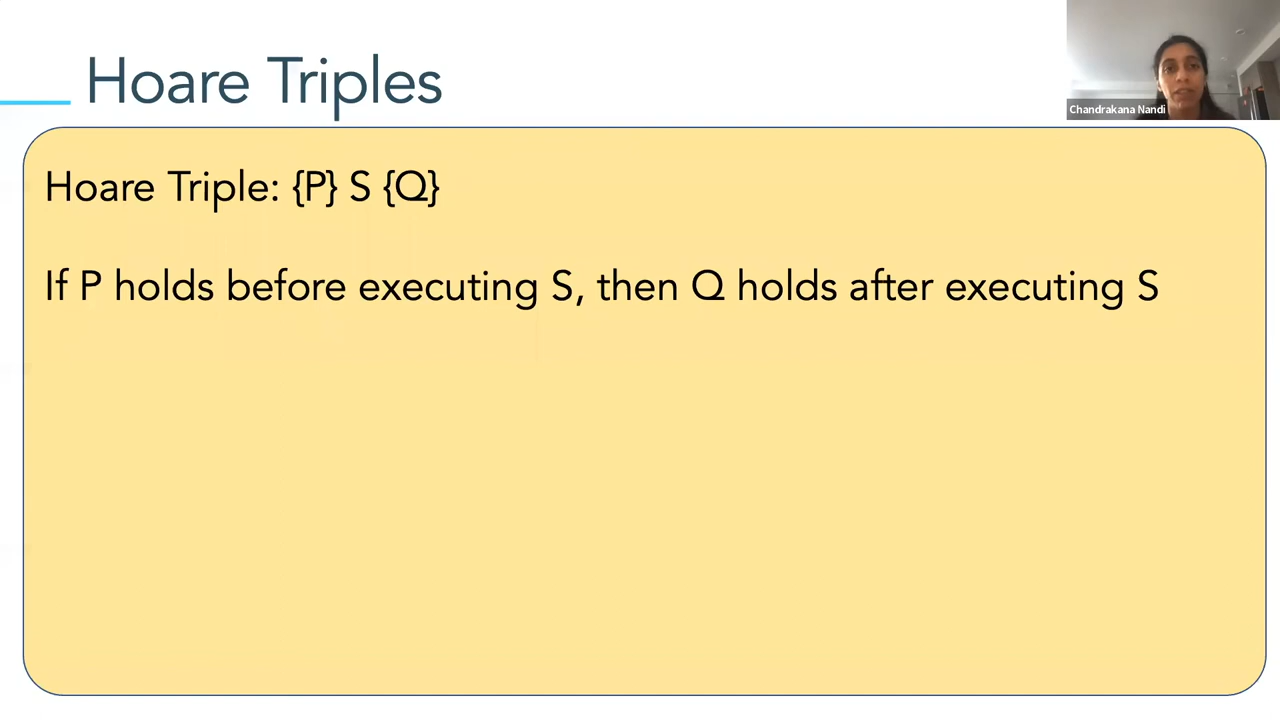 Hoare Triples
Chandrakana Nandi
Hoare Triple: {P} S {Q}
If P holds before executing S, then Q holds after executing S